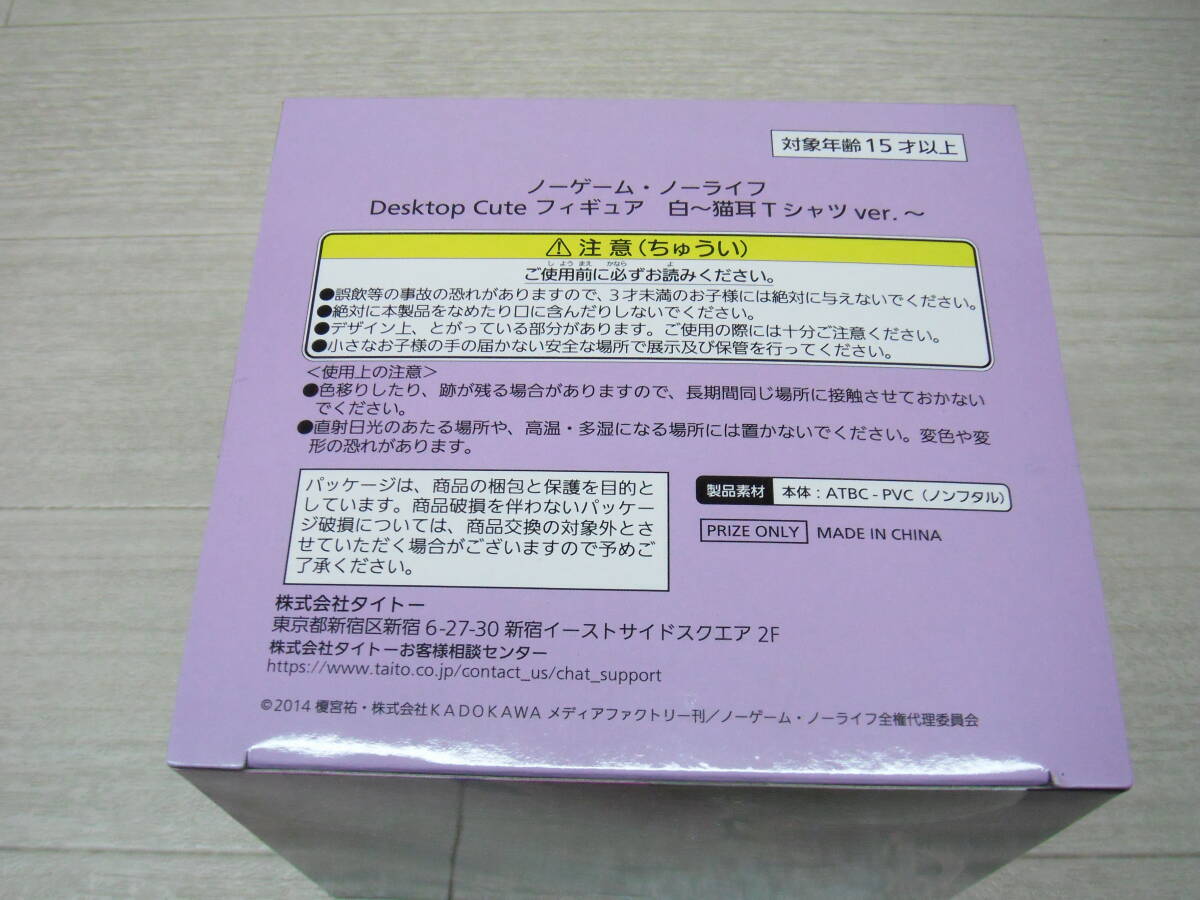 対象年齢15才以上
ノーゲーム・ノーライフ
Desktop Cute フィギュア　白～猫耳Tシャツver.～
⚠注意（ちゅうい）
しようまえ かなら よ
ご使用前に必ずお読みください。
●誤飲等の事故の恐れがありますので、3才未満のお子様には絶対に与えないでください。
●絶対に本製品をなめたり口に含んだりしないでください。
●デザイン上、とがっている部分があります。ご使用の際には十分ご注意ください。
●小さなお子様の手の届かない安全な場所で展示及び保管を行ってください。
＜使用上の注意＞
●色移りしたり、跡が残る場合がありますので、長期間同じ場所に接触させておかない
でください。
●直射日光のあたる場所や、高温・多湿になる場所には置かないでください。変色や変
形の恐れがあります。
パッケージは、商品の梱包と保護を目的と
しています。商品破損を伴わないパッケー
ジ破損については、商品交換の対象外とさ
せていただく場合がございますので予めご
了承ください。
製品素材 本体：ATBC-PVC（ノンフタル）
PRIZE ONLY MADE IN CHINA
株式会社タイトー
東京都新宿区新宿 6-27-30 新宿イーストサイドスクエア 2F
株式会社タイトーお客様相談センター
https://www.taito.co.jp/contact_us/chat_support
©2014 榎宮祐・株式会社KADOKAWA メディアファクトリー刊／ノーゲーム・ノーライフ全権代理委員会